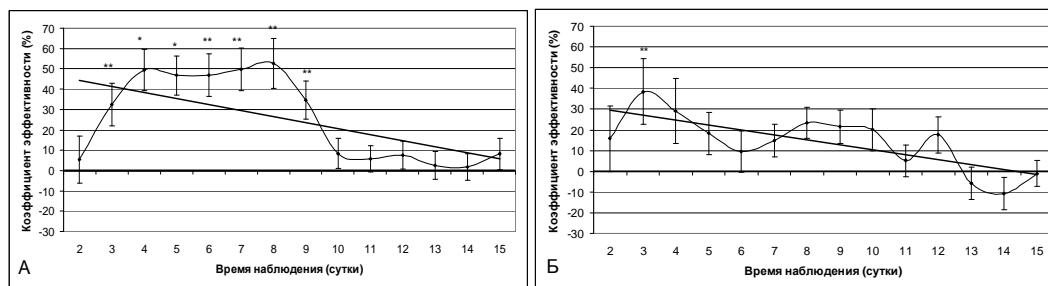 Коэффициент эффективности (%)
70
60
50
40
30
20
10
0
-10
-20
-30
** * * ** ** ** **
2 3 4 5 6 7 8 9 10 11 12 13 14 15
Время наблюдения (сутки)
А
Коэффициент эффективности (%)
70
60
50
40
30
20
10
0
-10
-20
-30
**
2 3 4 5 6 7 8 9 10 11 12 13 14 15
Время наблюдения (сутки)
Б